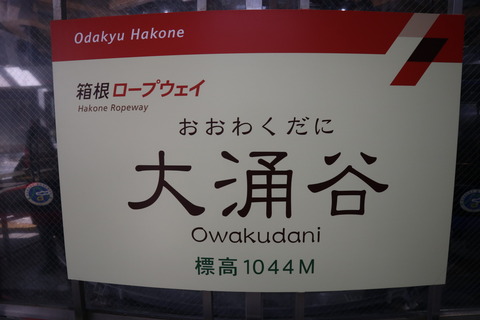 Odakyu Hakone
箱根ロープウェイ
Hakone Ropeway
おおわくだに
大涌谷
Owakudani
標高1044M